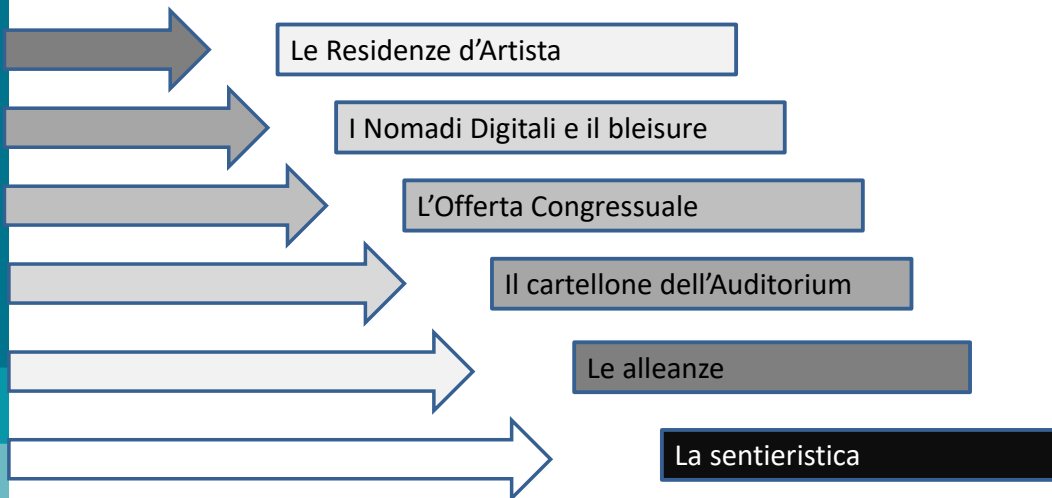 Le Residenze d’Artista
I Nomadi Digitali e il bleisure
L’Offerta Congressuale
Il cartellone dell’Auditorium
Le alleanze
La sentieristica